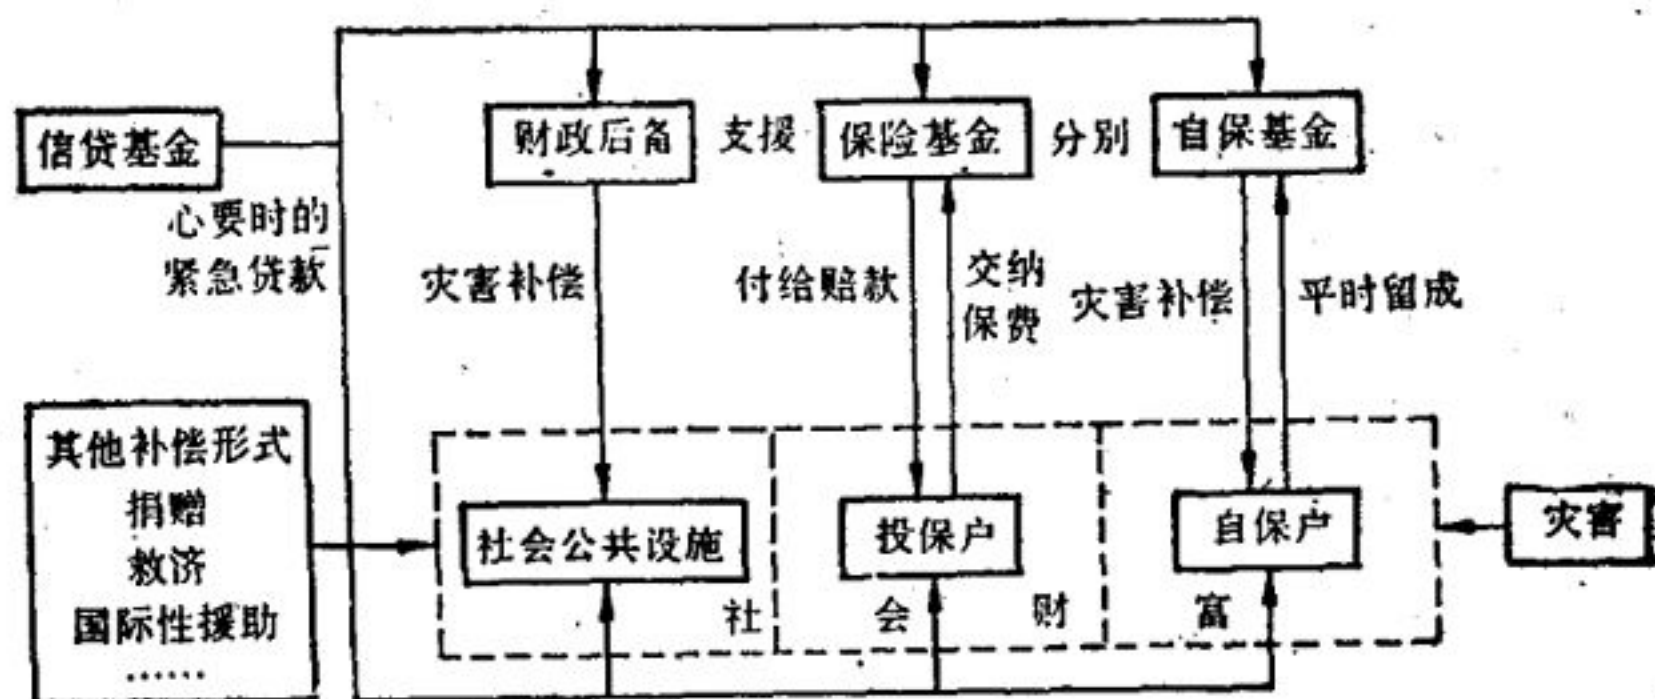 信贷基金
财政后备
支援
保险基金
分别
自保基金
心要时的
紧急贷款
灾害补偿
付给赔款
交纳
保费
灾害补偿
平时留成
其他补偿形式
捐赠
救济
国际性援助
……
社会公共设施
投保户
自保户
灾害
社会财富